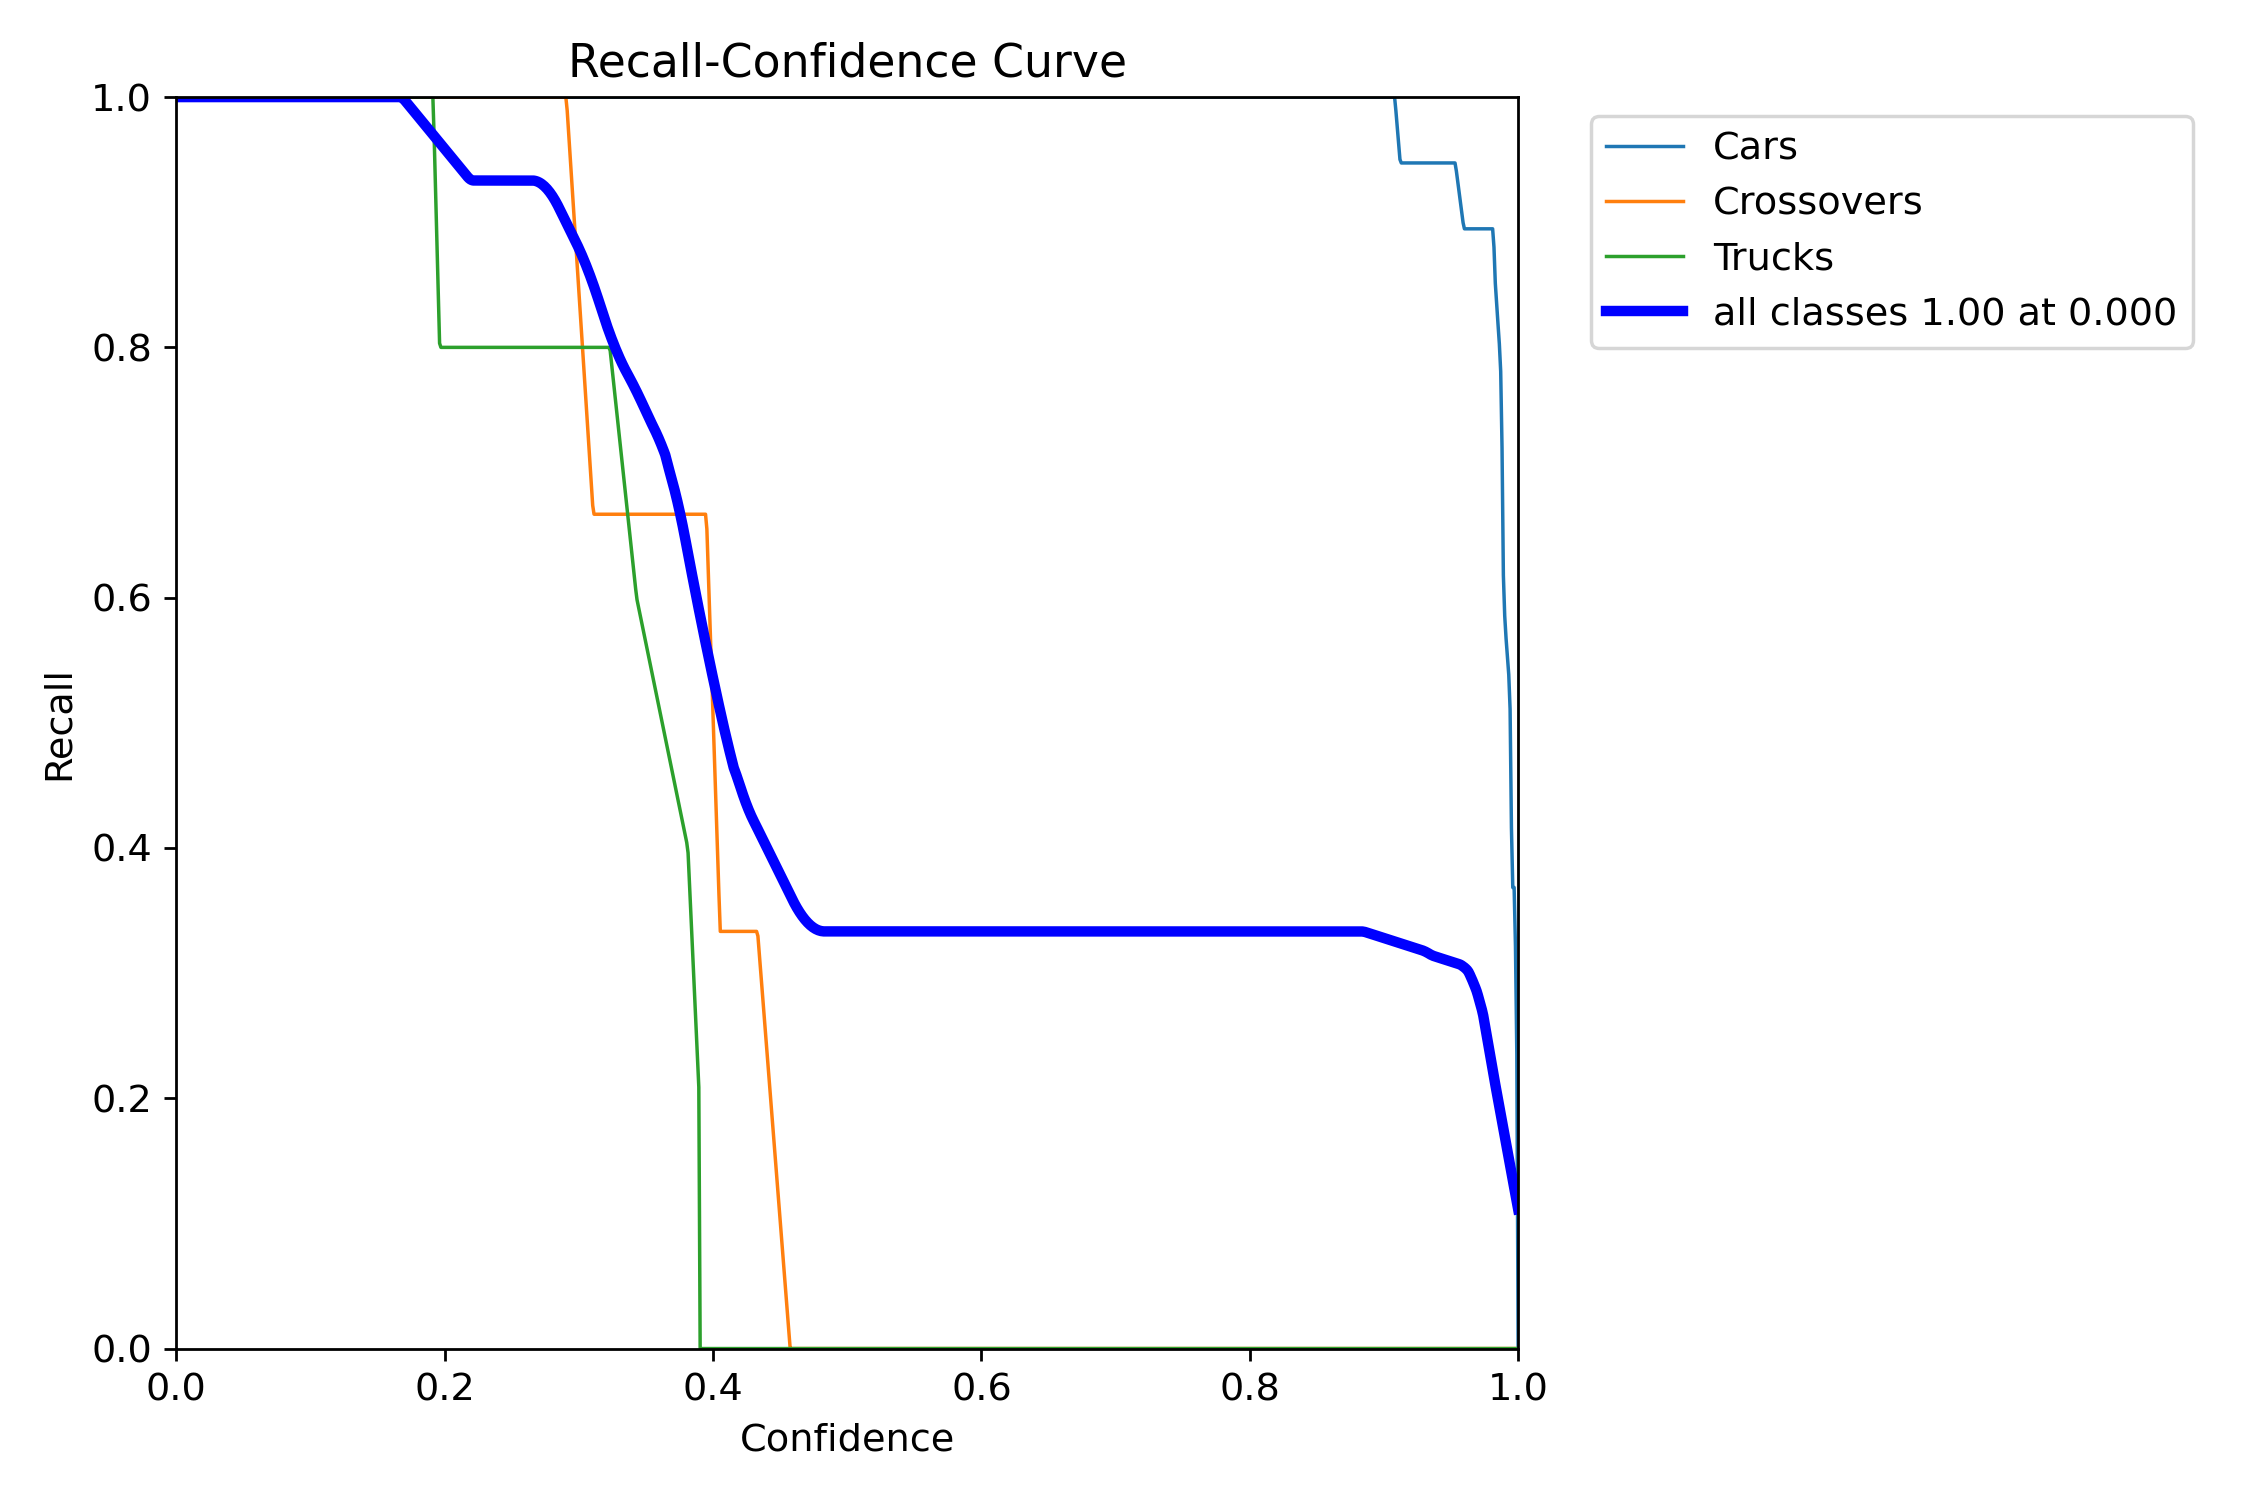 Recall-Confidence Curve
1.0
0.8
0.6
0.4
0.2
0.0
Recall
0.0 0.2 0.4 0.6 0.8 1.0
Confidence
Cars
Crossovers
Trucks
all classes 1.00 at 0.000